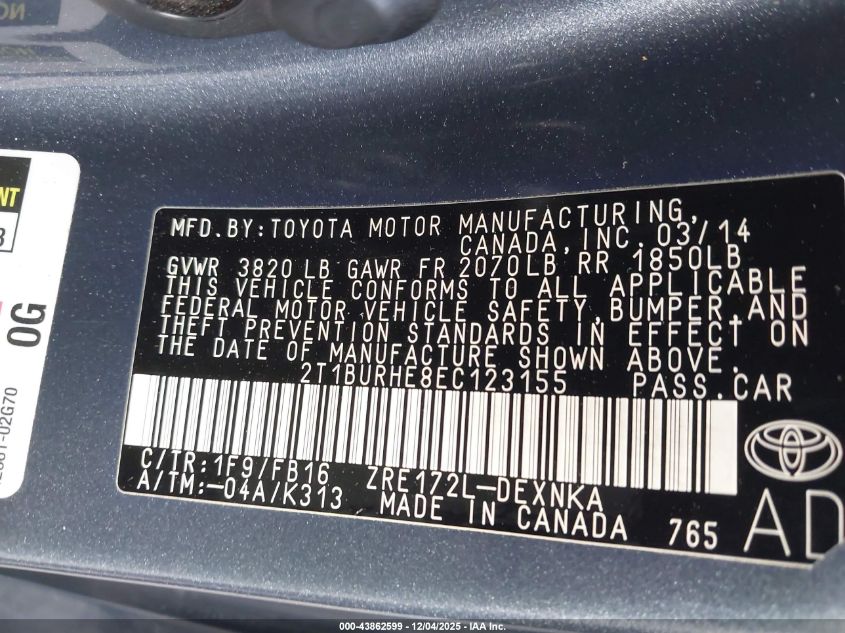 MFD. BY: TOYOTA MOTOR MANUFACTURING,
CANADA, INC. 03/14
GVWR 3820 LB GAWR FR 2070LB RR 1850LB
THIS VEHICLE CONFORMS TO ALL APPLICABLE
FEDERAL MOTOR VEHICLE SAFETY, BUMPER, AND
THEFT PREVENTION STANDARDS IN EFFECT ON
THE DATE OF MANUFACTURE SHOWN ABOVE.
2T1BURHE8EC123155 PASS. CAR
C/TR: 1F9/FB16 ZRE172L-DEXNKA
A/TM: -04A/K313 MADE IN CANADA 765
AD
0G
000-43862599 - 12/04/2025 - IAA Inc.